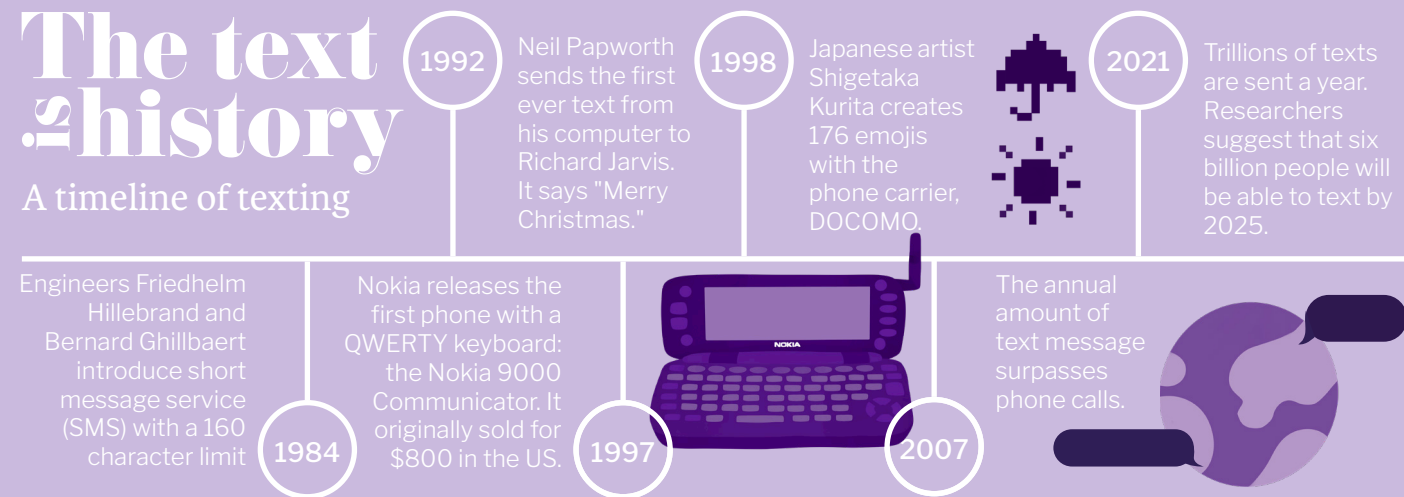 The text
is history
A timeline of texting
1992
Neil Papworth
sends the first
ever text from
his computer to
Richard Jarvis.
It says "Merry
Christmas."
1998
Japanese artist
Shigetaka
Kurita creates
176 emojis
with the
phone carrier,
DOCOMO.
2021
Trillions of texts
are sent a year.
Researchers
suggest that six
billion people will
be able to text by
2025.
Engineers Friedhelm
Hillebrand and
Bernard Ghillbaert
introduce short
message service
(SMS) with a 160
character limit
1984
Nokia releases the
first phone with a
QWERTY keyboard:
the Nokia 9000
Communicator. It
originally sold for
$800 in the US.
1997
NOKIA
2007
The annual
amount of
text message
surpasses
phone calls.